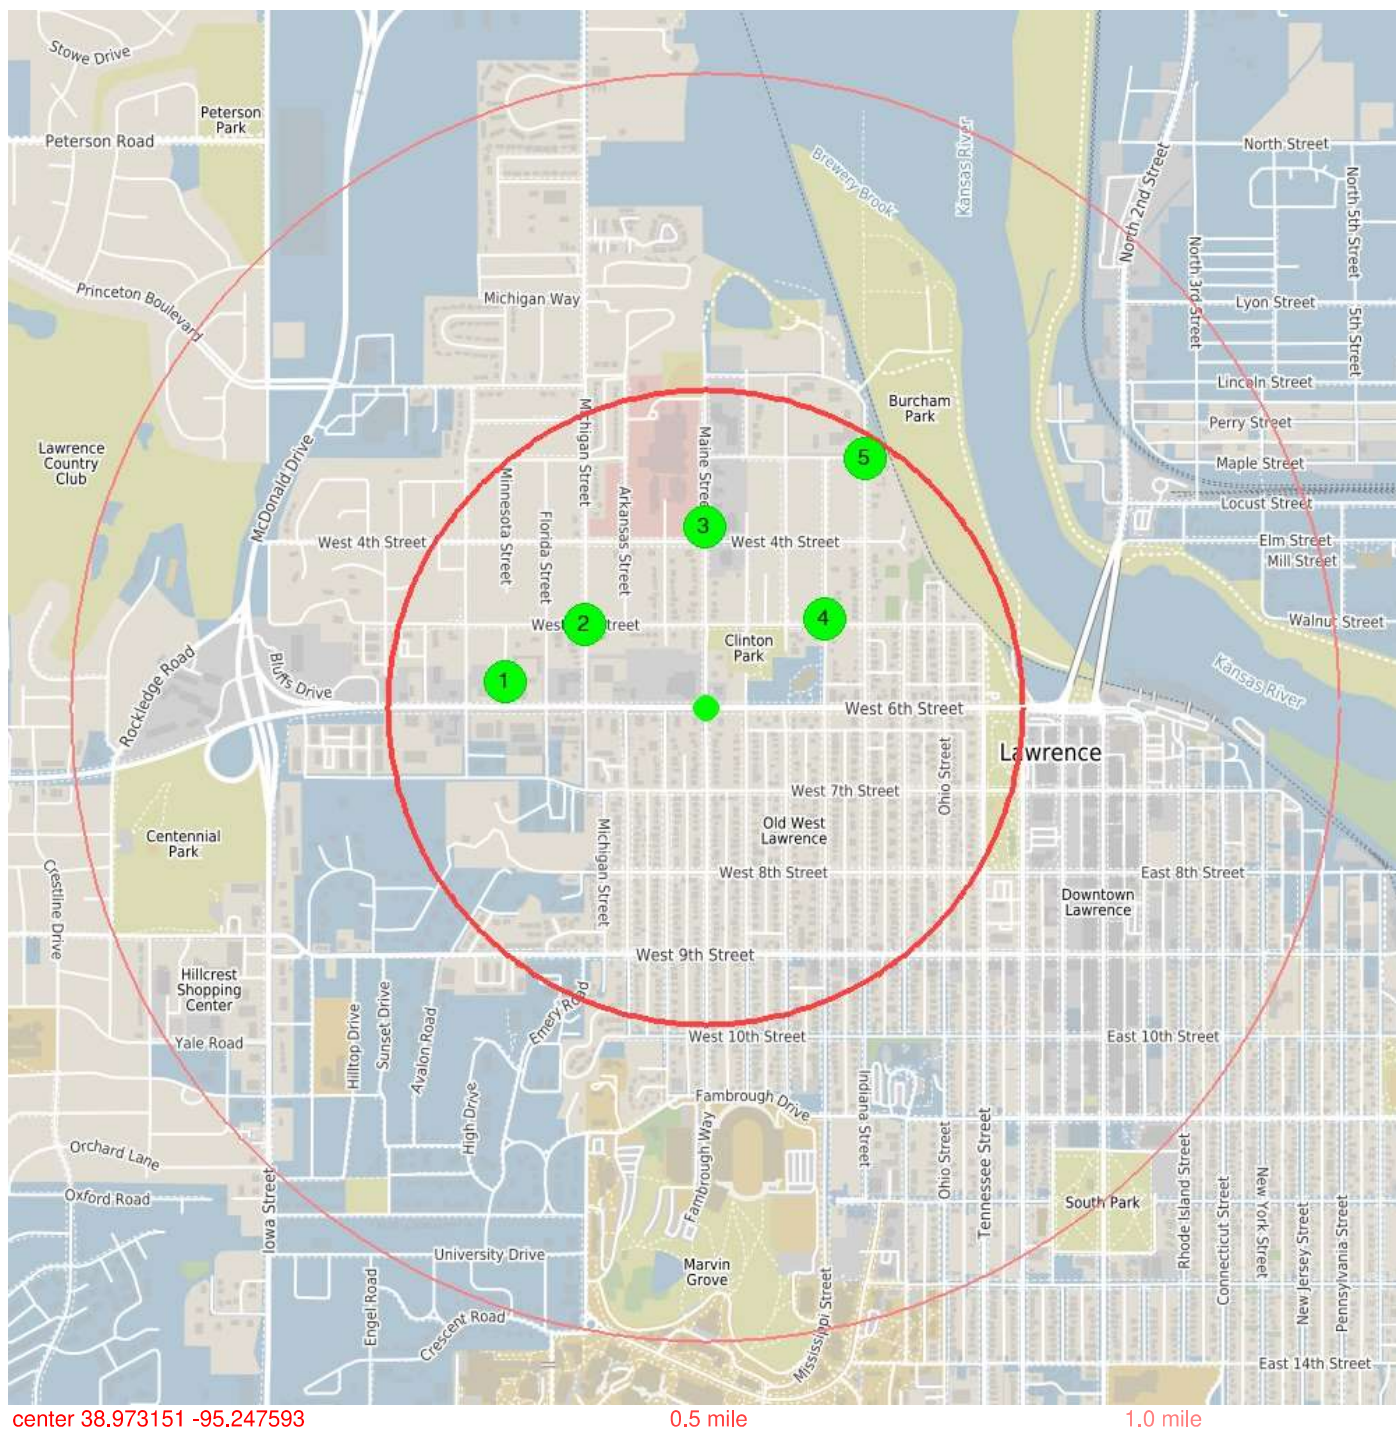 Stowe Drive
Peterson
Park
Peterson Road
North Street
Kansas River
Brewery Brook
North 2nd Street
North 5th Street
North 3rd Street
Princeton Boulevard
Michigan Way
Lyon Street
5th Street
Lincoln Street
Burcham
Park
Perry Street
Lawrence
Country
Club
McDonald Drive
Michigan Street
Maine Stree
5
Maple Street
Minnesota Street
Arkansas Street
Florida Street
Locust Street
3
West 4th Street
West 4th Street
Elm Street
Mill Street
2
West
treet
4
Walnut Street
Clinton
Park
Rockledge Road
Bluffs Drive
1
Kansas River
West 6th Street
Lawrence
Ohio Street
West 7th Street
Old West
Lawrence
Centennial
Park
Michigan Street
West 8th Street
East 8th Street
Crestline Drive
Downtown
Lawrence
West 9th Street
Hillcrest
Shopping
Center
Sunset Drive
Hilltop Drive
Avalon Road
Emery Road
Yale Road
West 10th Street
East 10th Street
High Drive
Fambrough Drive
Indiana Street
Fambrough Way
Ohio Street
Tennessee Street
Orchard Lane
Oxford Road
Iowa Street
South Park
Rhode Island Street
Connecticut Street
New York Street
New Jersey Street
Pennsylvania Street
University Drive
Marvin
Grove
Engel Road
Crescent Road
Mississippi Street
East 14th Street
center 38.973151 -95.247593
0.5 mile
1.0 mile